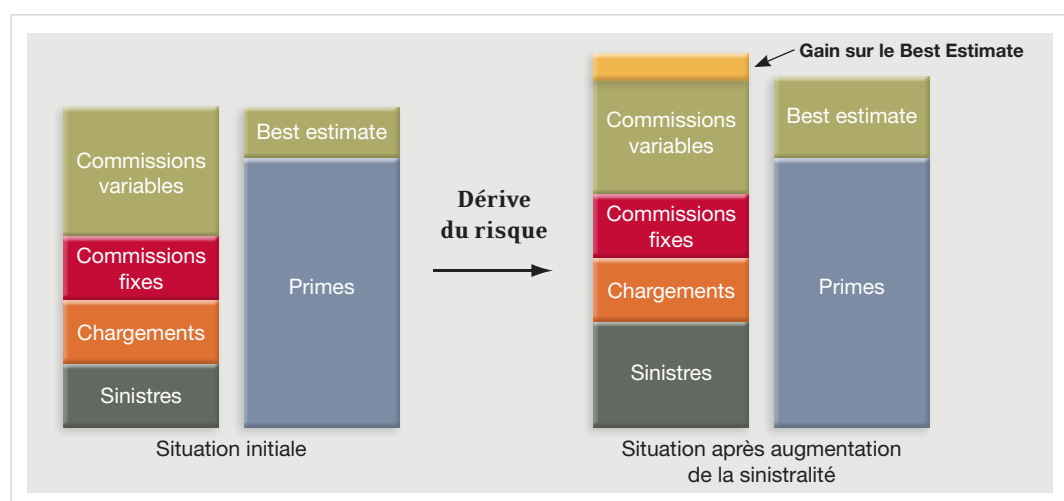 Gain sur le Best Estimate
Commissions
variables
Commissions
fixes
Chargements
Sinistres
Best estimate
Primes
Situation initiale
Dérive
du risque
Commissions
variables
Commissions
fixes
Chargements
Sinistres
Best estimate
Primes
Situation après augmentation
de la sinistralité